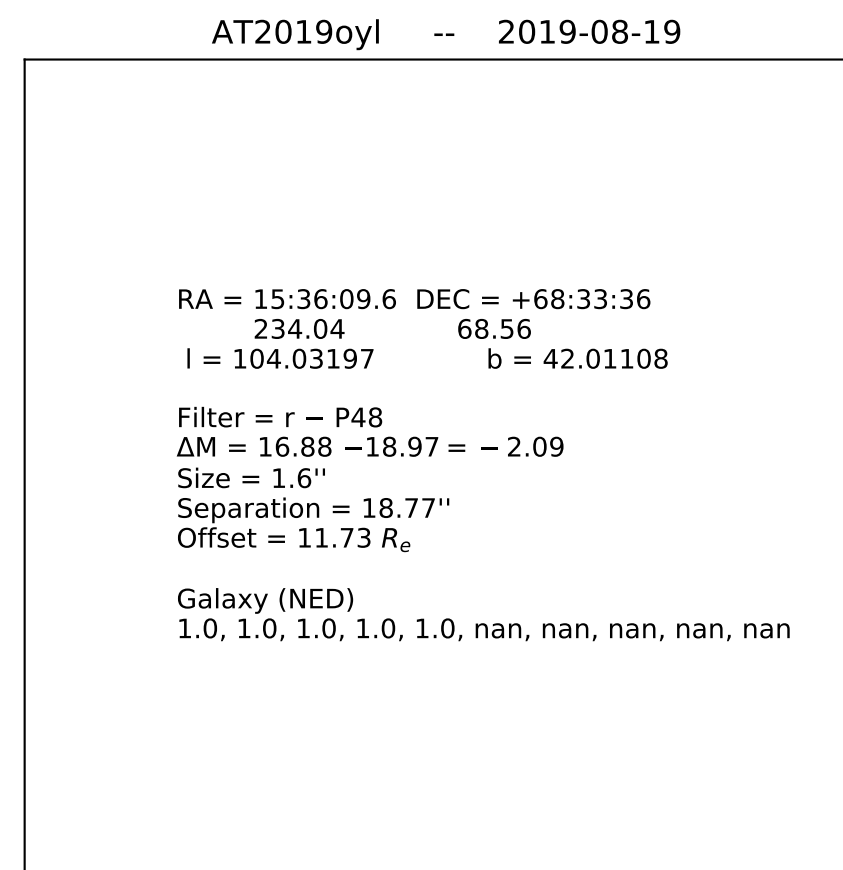 AT2019oyl -- 2019-08-19
RA = 15:36:09.6 DEC = +68:33:36
234.04 68.56
l = 104.03197 b = 42.01108
Filter = r − P48
ΔM = 16.88 −18.97 = − 2.09
Size = 1.6''
Separation = 18.77''
Offset = 11.73 Re
Galaxy (NED)
1.0, 1.0, 1.0, 1.0, 1.0, nan, nan, nan, nan, nan